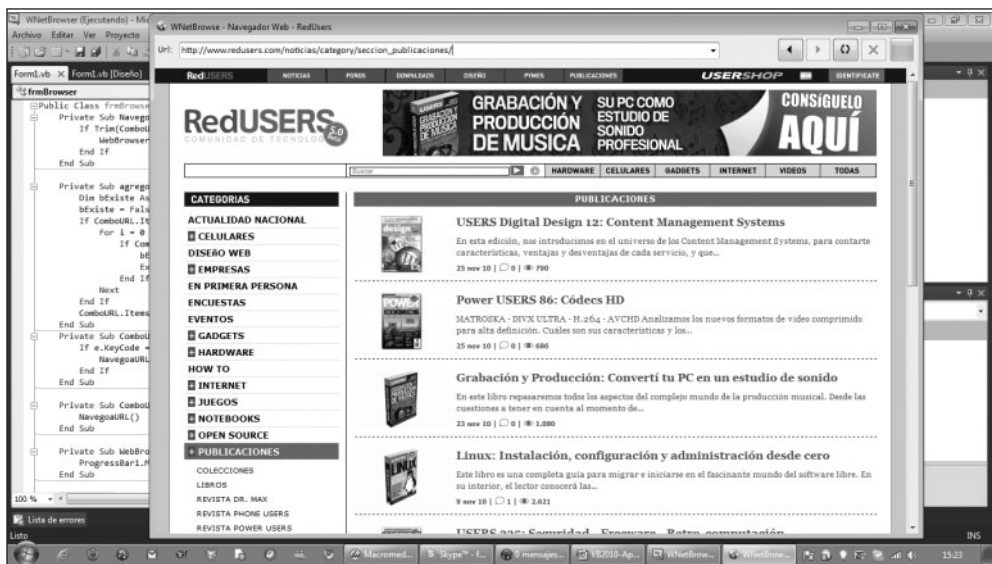 WNetBrowser (Ejecutando) - Mic
Archivo Editar Ver Proyecto
Form1.vb Form1.vb [Diseño]
frmBrowser
Public Class frmBrowse
Private Sub Navego
If Trim(ComboU
WebBrowser
End If
End Sub
Private Sub agrego
Dim bExiste As
bExiste = Fals
If ComboURL.Ite
For i = 0
If Com
bE
Ex
End If
Next
End If
ComboURL.Items
End Sub
Private Sub ComboU
If e.KeyCode =
NavegoaURL
End If
End Sub
Private Sub ComboU
NavegoaURL()
End Sub
Private Sub WebBro
ProgressBar1.M
End Sub
100 %
Lista de errores
Listo
WNetBrowse - Navegador Web - RedUsers
Url: http://www.redusers.com/noticias/category/seccion_publicaciones/
RedUSERS NOTICIAS FOROS DOWNLOADS DISEÑO PYMES PUBLICACIONES USERSHOP IDENTIFICATE
RedUSERS 5.0 beta
COMUNIDAD DE TECNOLOG
GRABACIÓN Y PRODUCCIÓN DE MUSICA
SU PC COMO ESTUDIO DE SONIDO PROFESIONAL
CONSíGUELO AQUÍ
Buscar HARDWARE CELULARES GADGETS INTERNET VIDEOS TODAS
CATEGORIAS
ACTUALIDAD NACIONAL
CELULARES
DISEñO WEB
EMPRESAS
EN PRIMERA PERSONA
ENCUESTAS
EVENTOS
GADGETS
HARDWARE
HOW TO
INTERNET
JUEGOS
NOTEBOOKS
OPEN SOURCE
PUBLICACIONES
COLECCIONES
LIBROS
REVISTA DR. MAX
REVISTA PHONE USERS
REVISTA POWER USERS
PUBLICACIONES
USERS Digital Design 12: Content Management Systems
En esta edición, nos introducimos en el universo de los Content Management Systems, para contarte
características, ventajas y desventajas de cada servicio, y que...
25 nov 10 | 0 | 790
Power USERS 86: Códecs HD
MATROSKA - DIVX ULTRA - H.264 - AVCHD Analizamos los nuevos formatos de video comprimido
para alta definición. Cuáles son sus características y los...
25 nov 10 | 0 | 686
Grabación y Producción: Convertí tu PC en un estudio de sonido
En este libro repasaremos todos los aspectos del complejo mundo de la producción musical. Desde las
cuestiones a tener en cuenta al momento de...
23 nov 10 | 0 | 1.080
Linux: Instalación, configuración y administración desde cero
Este libro es una completa guía para migrar e iniciarse en el fascinante mundo del software libre. En
su interior, el lector conocerá las...
9 nov 10 | 1 | 2.621
USERS Seguridad Freeware Retro computación
INS
Macromed... Skype™ - [... 0 mensajes... VB2010-Ap... WNetBrow... WNetBrow... 15:23